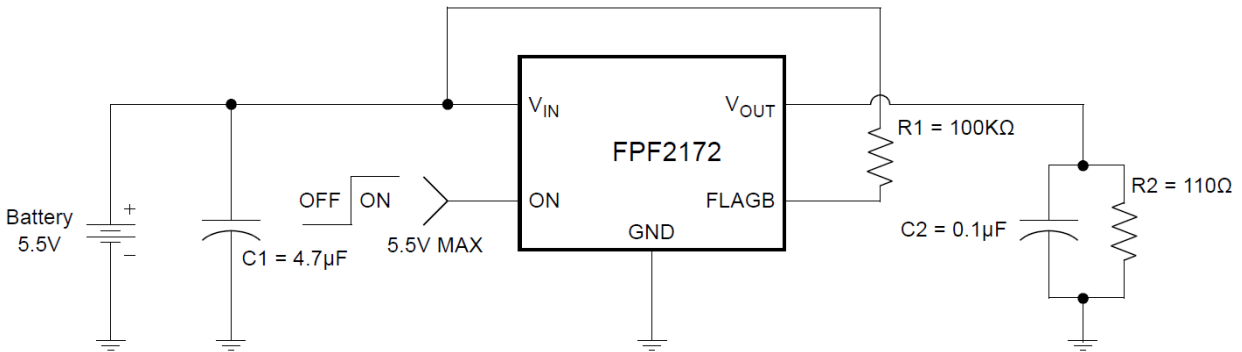 V_IN
V_OUT
R1 = 100KΩ
FPF2172
OFF
ON
ON
FLAGB
R2 = 110Ω
Battery
5.5V
+
−
C1 = 4.7µF
5.5V MAX
GND
C2 = 0.1µF